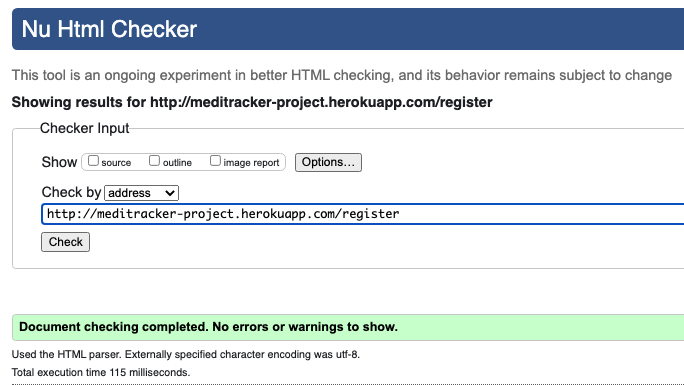 Nu Html Checker
This tool is an ongoing experiment in better HTML checking, and its behavior remains subject to change
Showing results for http://meditracker-project.herokuapp.com/register
Checker Input
Show source outline image report Options...
Check by address
http://meditracker-project.herokuapp.com/register
Check
Document checking completed. No errors or warnings to show.
Used the HTML parser. Externally specified character encoding was utf-8.
Total execution time 115 milliseconds.